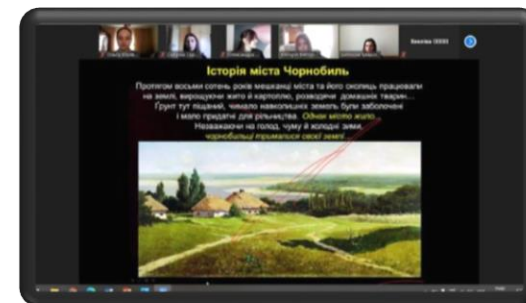 Історія міста Чорнобиль
Протягом восьми сотень років мешканці міста та його околиць працювали
на землі, вирощуючи жито й картоплю, розводячи домашніх тварин...
Ґрунт тут піщаний, чимало навколишніх земель були заболочені
і мало придатні для рільництва. Однак місто жило...
Незважаючи на голод, чуму й холодні зими,
чорнобильці трималися своєї землі...